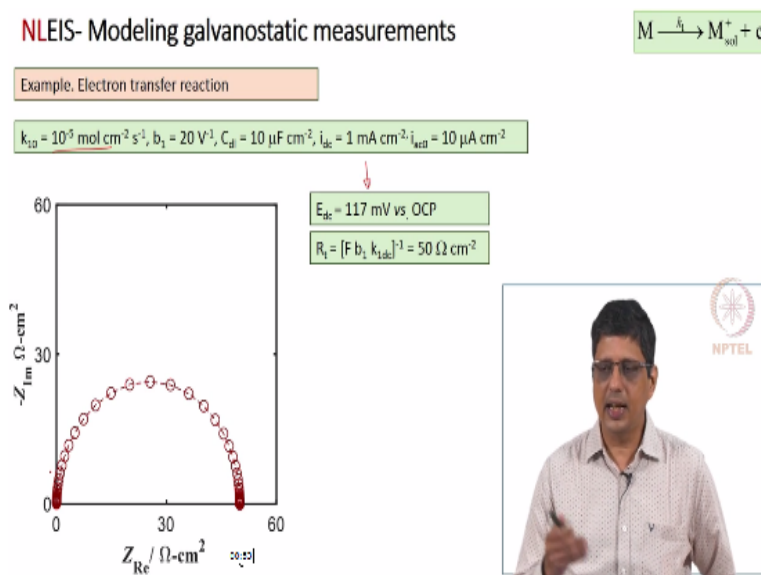 NLEIS- Modeling galvanostatic measurements
M —k₁→ M⁺sol + e
Example. Electron transfer reaction
k₁₀ = 10⁻⁵ mol cm⁻² s⁻¹, b₁ = 20 V⁻¹, Cdl = 10 μF cm⁻², idc = 1 mA cm⁻², iac0 = 10 μA cm⁻²
Edc = 117 mV vs. OCP
Rt = [F b₁ k₁dc]⁻¹ = 50 Ω cm⁻²
60
30
0
-ZIm Ω-cm²
0 30 60
ZRe/ Ω-cm²
NPTEL